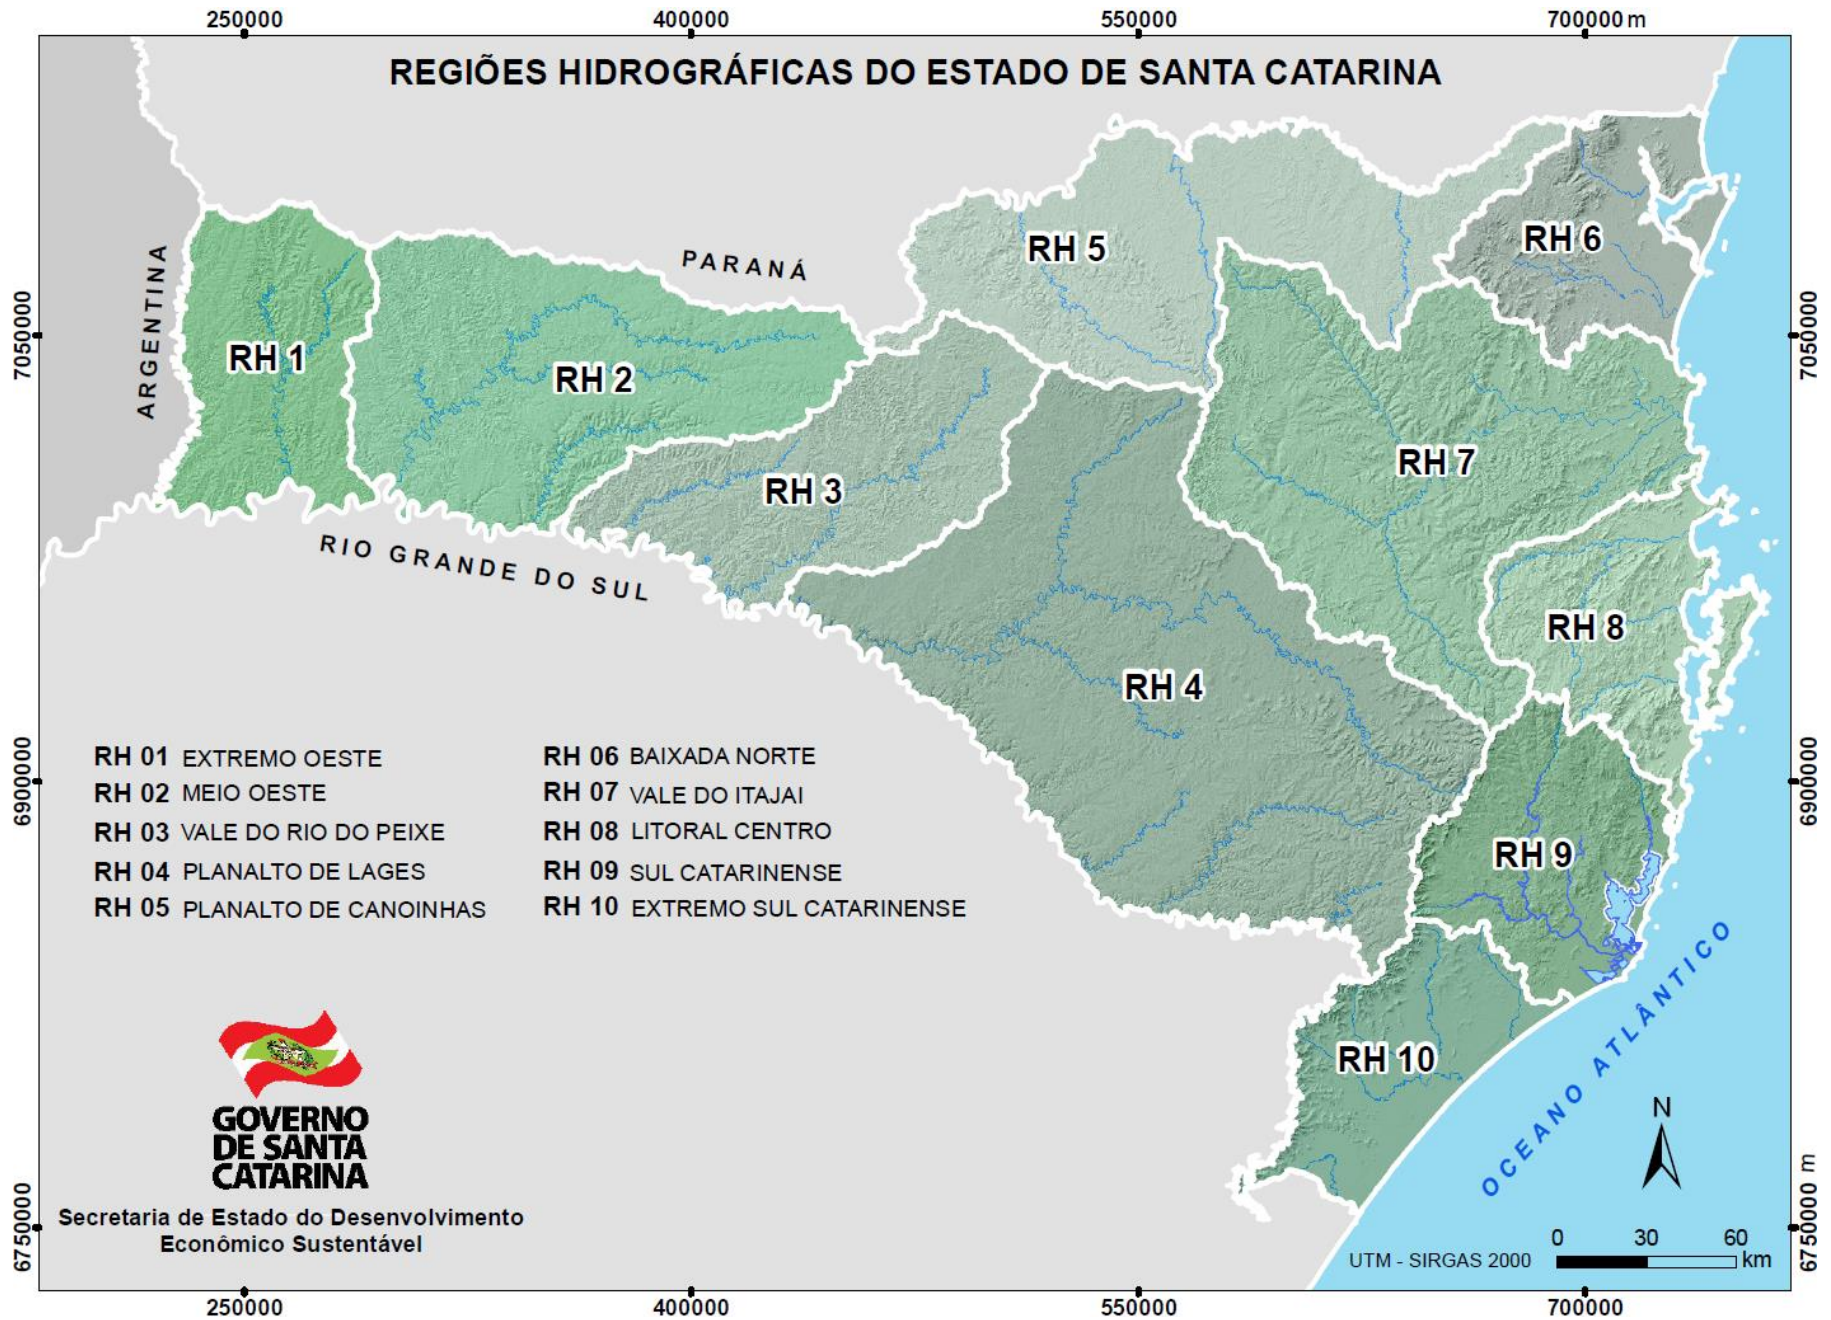 250000
400000
550000
700000 m
REGIÕES HIDROGRÁFICAS DO ESTADO DE SANTA CATARINA
ARGENTINA
PARANÁ
RIO GRANDE DO SUL
OCEANO ATLÂNTICO
7050000
7050000
6900000
6900000
6750000
6750000 m
RH 1
RH 2
RH 3
RH 4
RH 5
RH 6
RH 7
RH 8
RH 9
RH 10
RH 01 EXTREMO OESTE
RH 02 MEIO OESTE
RH 03 VALE DO RIO DO PEIXE
RH 04 PLANALTO DE LAGES
RH 05 PLANALTO DE CANOINHAS
RH 06 BAIXADA NORTE
RH 07 VALE DO ITAJAI
RH 08 LITORAL CENTRO
RH 09 SUL CATARINENSE
RH 10 EXTREMO SUL CATARINENSE
GOVERNO
DE SANTA
CATARINA
Secretaria de Estado do Desenvolvimento
Econômico Sustentável
N
0 30 60
km
UTM - SIRGAS 2000
250000
400000
550000
700000